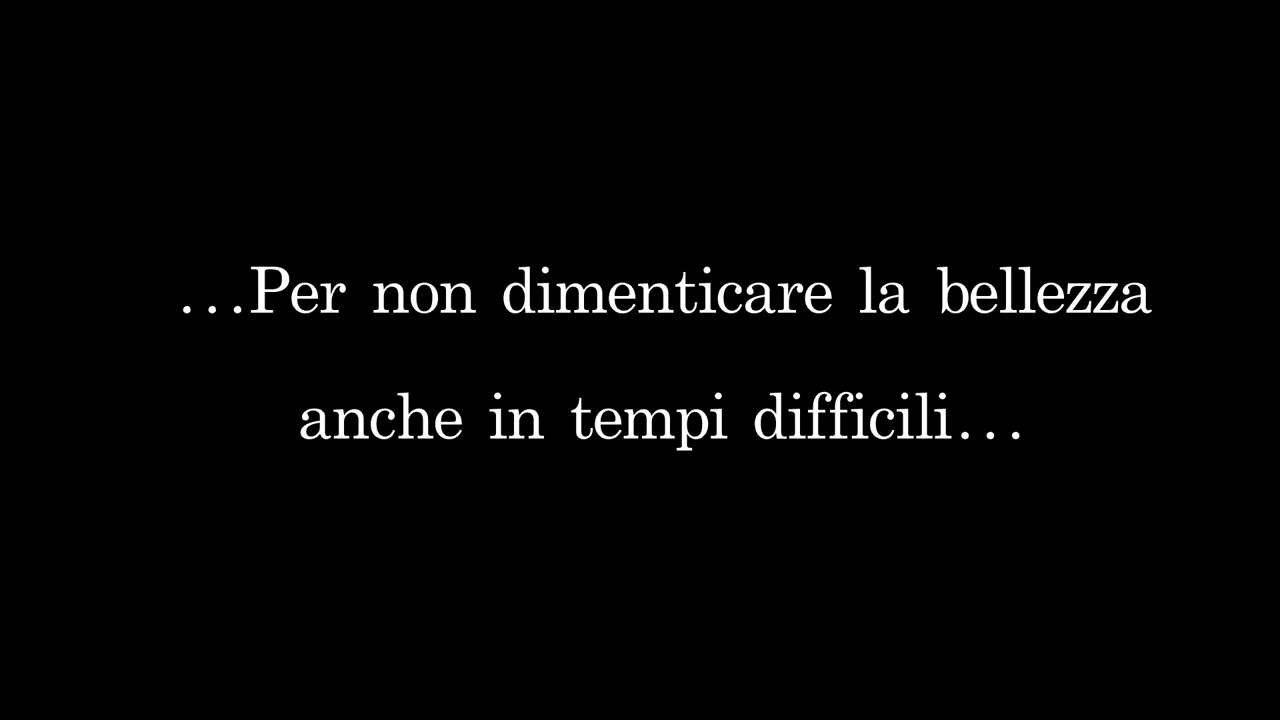 ...Per non dimenticare la bellezza
anche in tempi difficili...